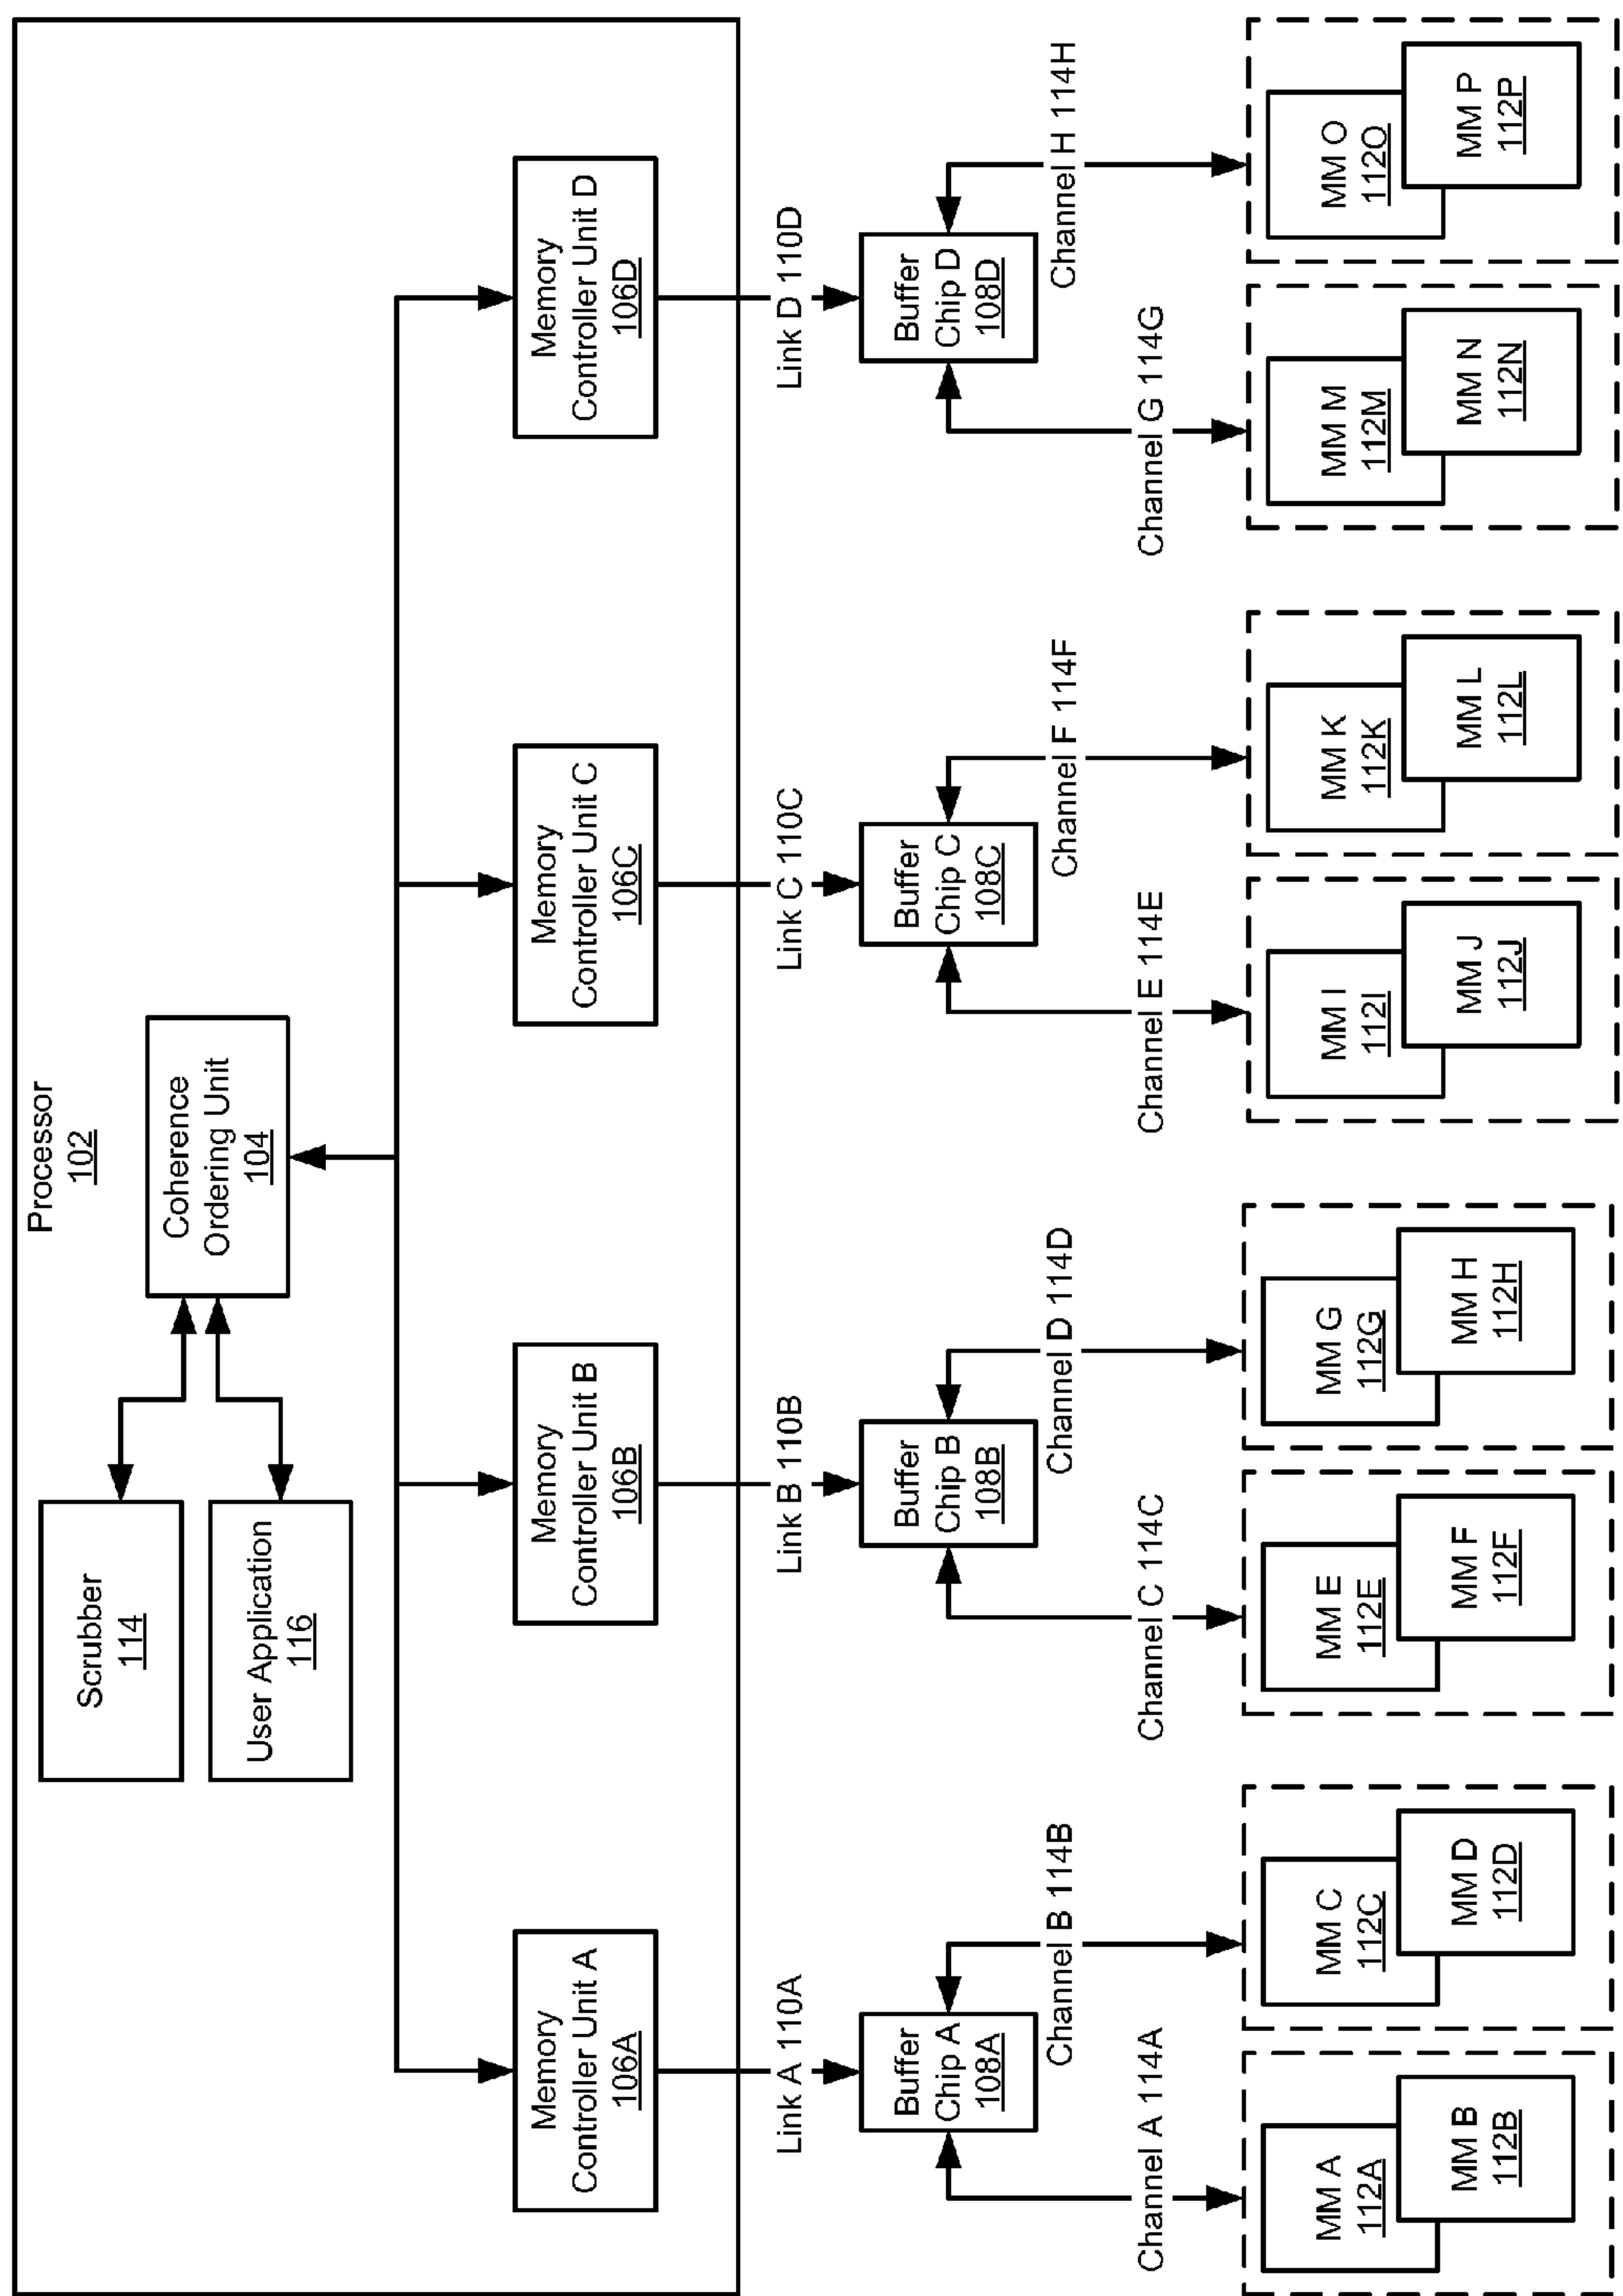 Processor
102
Scrubber
114
User Application
116
Coherence
Ordering Unit
104
Memory
Controller Unit A
106A
Memory
Controller Unit B
106B
Memory
Controller Unit C
106C
Memory
Controller Unit D
106D
Link A 110A
Link B 110B
Link C 110C
Link D 110D
Buffer
Chip A
108A
Buffer
Chip B
108B
Buffer
Chip C
108C
Buffer
Chip D
108D
Channel A 114A
Channel B 114B
Channel C 114C
Channel D 114D
Channel E 114E
Channel F 114F
Channel G 114G
Channel H 114H
MM A
112A
MM B
112B
MM C
112C
MM D
112D
MM E
112E
MM F
112F
MM G
112G
MM H
112H
MM I
112I
MM J
112J
MM K
112K
MM L
112L
MM M
112M
MM N
112N
MM O
112O
MM P
112P